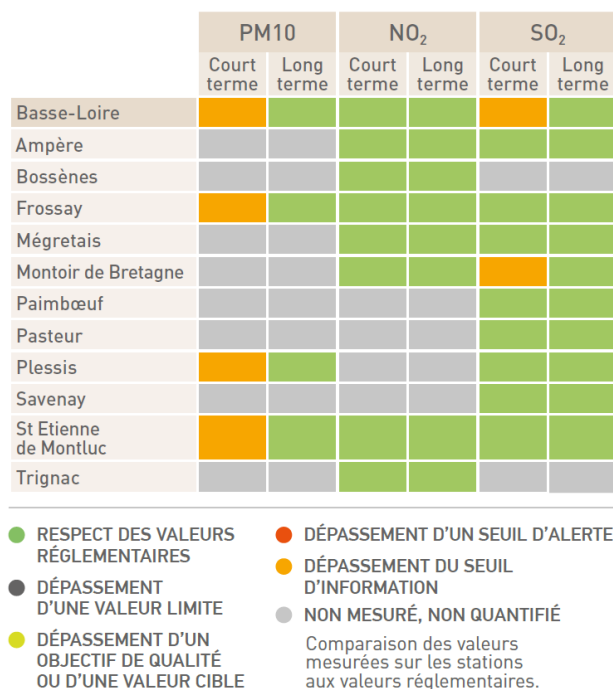 PM10 NO₂ SO₂
Court terme Long terme Court terme Long terme Court terme Long terme
Basse-Loire
Ampère
Bossènes
Frossay
Mégretais
Montoir de Bretagne
Paimbœuf
Pasteur
Plessis
Savenay
St Etienne
de Montluc
Trignac
RESPECT DES VALEURS
RÉGLEMENTAIRES
DÉPASSEMENT
D'UNE VALEUR LIMITE
DÉPASSEMENT D'UN
OBJECTIF DE QUALITÉ
OU D'UNE VALEUR CIBLE
DÉPASSEMENT D'UN SEUIL D'ALERTE
DÉPASSEMENT DU SEUIL
D'INFORMATION
NON MESURÉ, NON QUANTIFIÉ
Comparaison des valeurs
mesurées sur les stations
aux valeurs réglementaires.